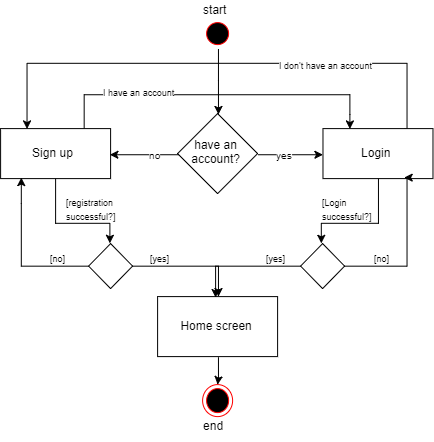 start
I don't have an account
I have an account
Sign up
have an
account?
Login
no
yes
[registration
successful?]
[Login
successful?]
[no]
[yes]
[yes]
[no]
Home screen
end